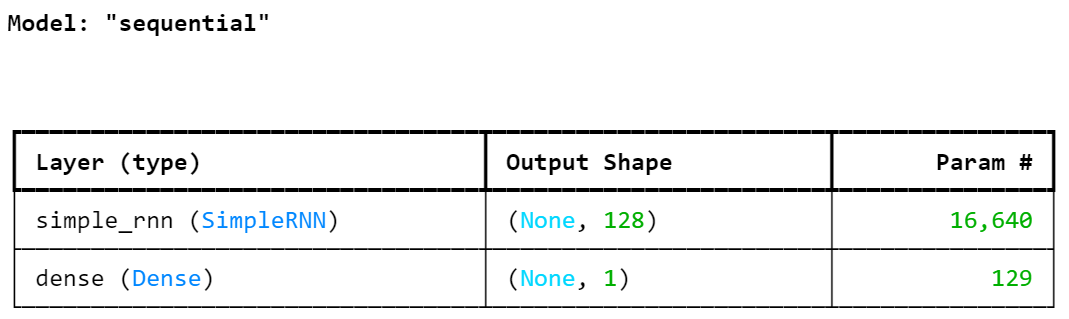 Model: "sequential"
Layer (type) Output Shape Param #
simple_rnn (SimpleRNN) (None, 128) 16,640
dense (Dense) (None, 1) 129